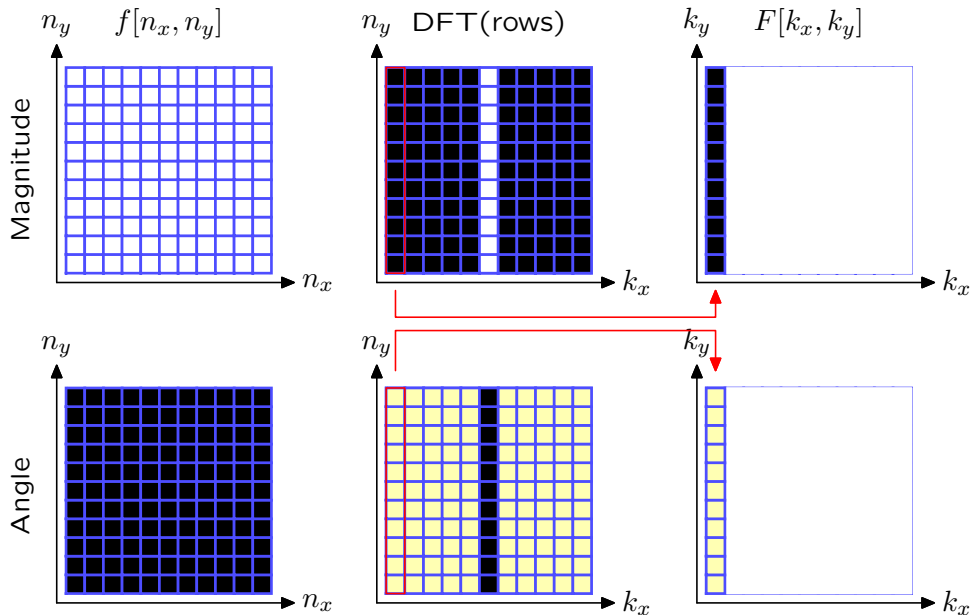 n_y f[n_x, n_y] n_y DFT(rows) k_y F[k_x, k_y]
Magnitude
n_x k_x k_x
n_y n_y k_y
Angle
n_x k_x k_x